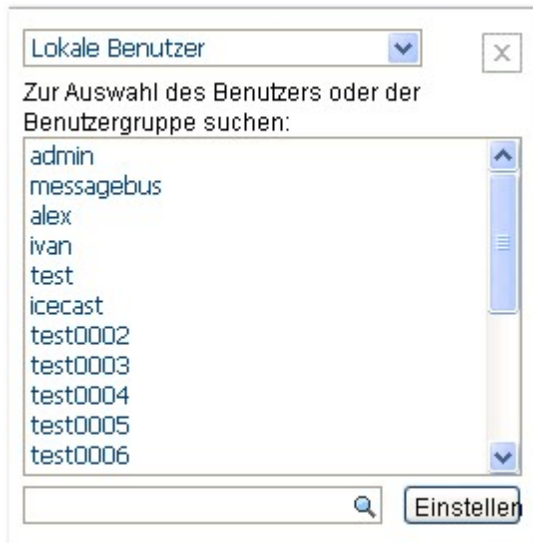 Lokale Benutzer
Zur Auswahl des Benutzers oder der
Benutzergruppe suchen:
admin
messagebus
alex
ivan
test
icecast
test0002
test0003
test0004
test0005
test0006
Einstellen